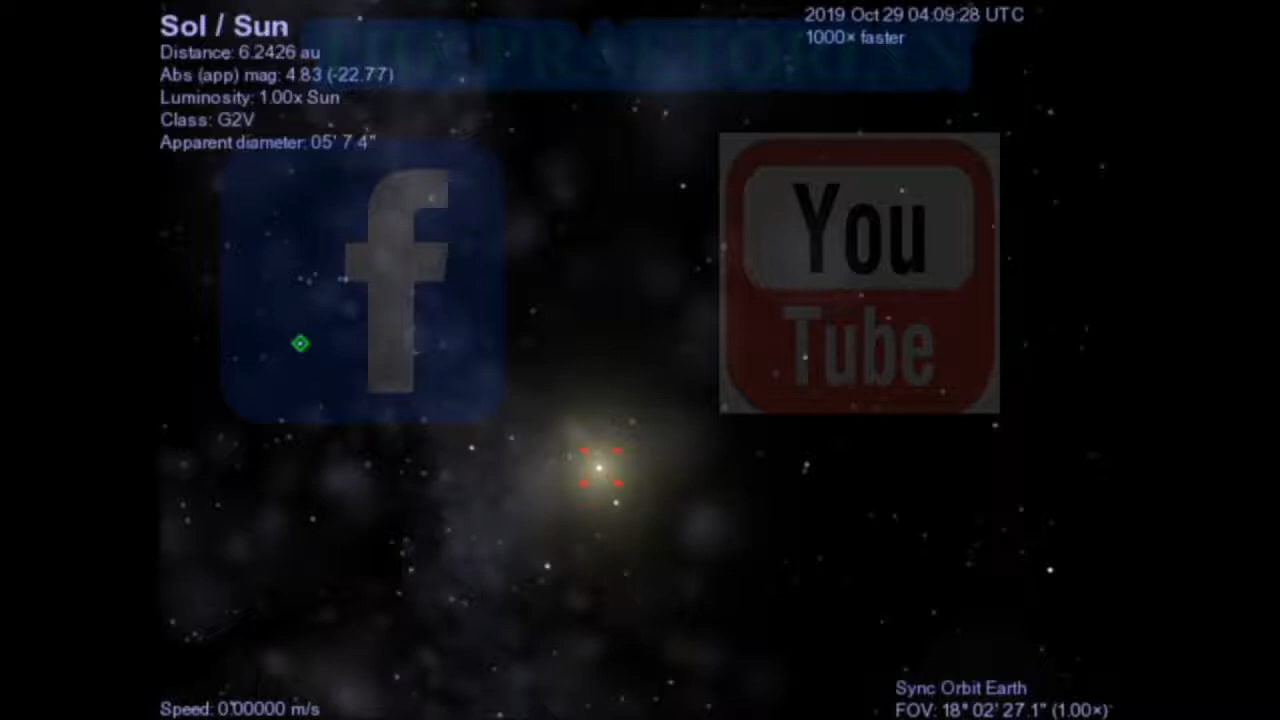 Sol / Sun
Distance: 6.2426 au
Abs (app) mag: 4.83 (-22.77)
Luminosity: 1.00x Sun
Class: G2V
Apparent diameter: 05' 7.4"
2019 Oct 29 04:09:28 UTC
1000× faster
f
You
Tube
Speed: 0.00000 m/s
Sync Orbit Earth
FOV: 18° 02' 27.1" (1.00×)